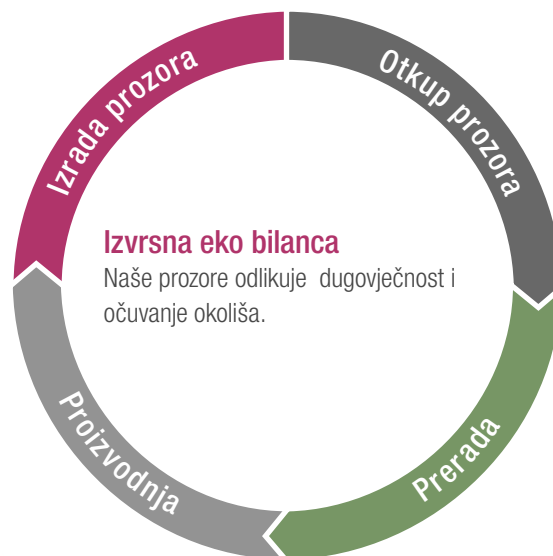 Izrada prozora
Otkup prozora
Izvrsna eko bilanca
Naše prozore odlikuje dugovječnost i
očuvanje okoliša.
Proizvodnja
Prerada